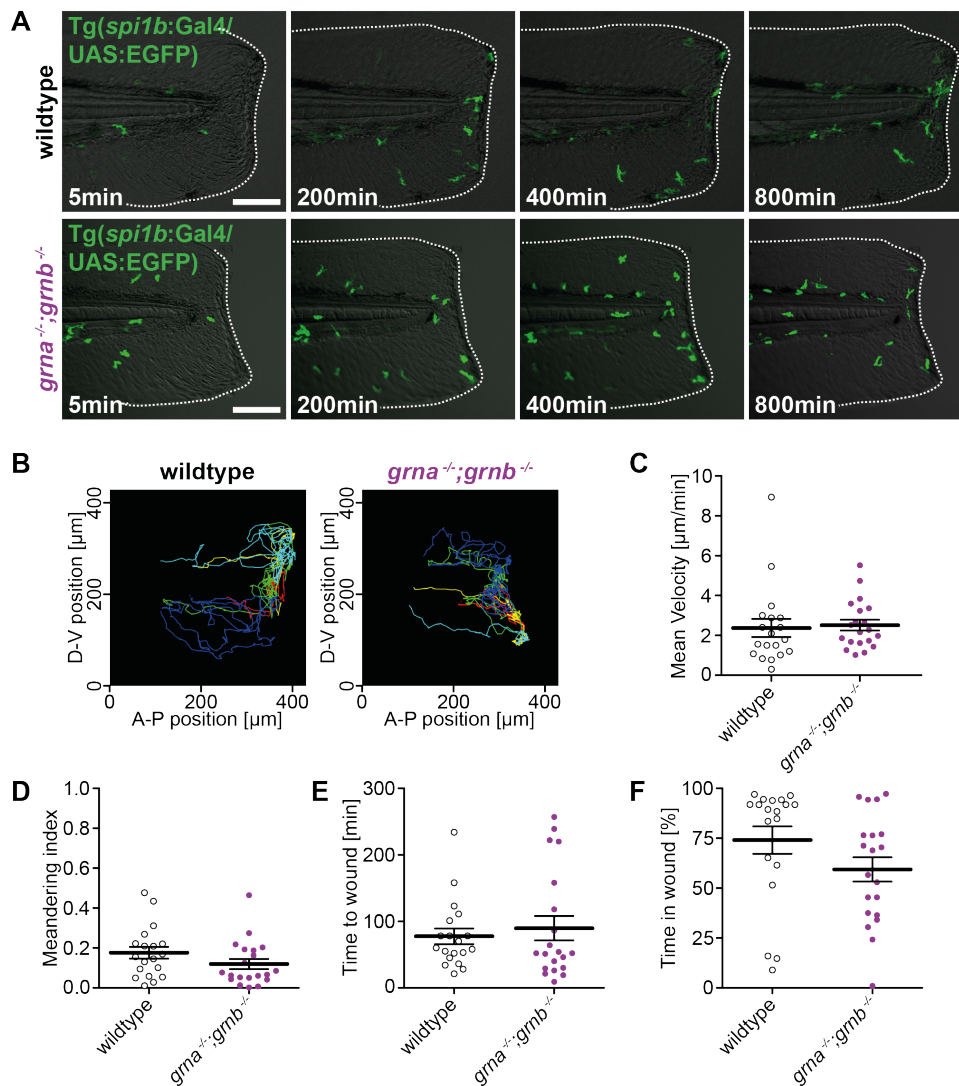 A
Tg(spi1b:Gal4/
UAS:EGFP)
wildtype
5min
200min
400min
800min
Tg(spi1b:Gal4/
UAS:EGFP)
grna-/-;grnb-/-
5min
200min
400min
800min
B
wildtype
grna-/-;grnb-/-
D-V position [µm]
400
200
0
0
200
400
A-P position [µm]
D-V position [µm]
400
200
0
0
200
400
A-P position [µm]
C
Mean Velocity [µm/min]
10
8
6
4
2
0
wildtype
grna-/-;grnb-/-
D
Meandering index
1.0
0.8
0.6
0.4
0.2
0.0
wildtype
grna-/-;grnb-/-
E
Time to wound [min]
300
200
100
0
wildtype
grna-/-;grnb-/-
F
Time in wound [%]
100
75
50
25
0
wildtype
grna-/-;grnb-/-